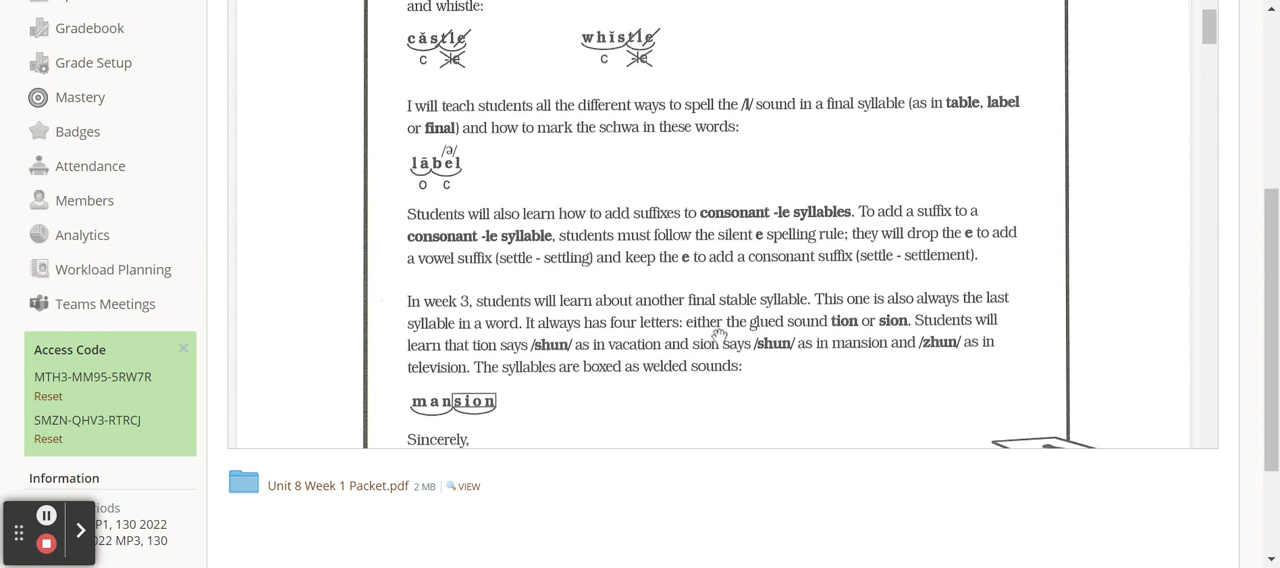 Gradebook
Grade Setup
Mastery
Badges
Attendance
Members
Analytics
Workload Planning
Teams Meetings
Access Code
MTH3-MM95-5RW7R
Reset
SMZN-QHV3-RTRCJ
Reset
Information
iods
P1, 130 2022
022 MP3, 130
and whistle:
căstle whĭstle
C -le C -le
I will teach students all the different ways to spell the /l/ sound in a final syllable (as in table, label
or final) and how to mark the schwa in these words:
/ə/
lābel
O C
Students will also learn how to add suffixes to consonant -le syllables. To add a suffix to a
consonant -le syllable, students must follow the silent e spelling rule; they will drop the e to add
a vowel suffix (settle - settling) and keep the e to add a consonant suffix (settle - settlement).
In week 3, students will learn about another final stable syllable. This one is also always the last
syllable in a word. It always has four letters: either the glued sound tion or sion. Students will
learn that tion says /shun/ as in vacation and sion says /shun/ as in mansion and /zhun/ as in
television. The syllables are boxed as welded sounds:
mansion
Sincerely,
Unit 8 Week 1 Packet.pdf 2 MB VIEW